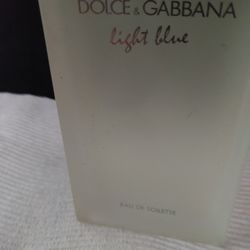 DOLCE & GABBANA
light blue
EAU DE TOILETTE